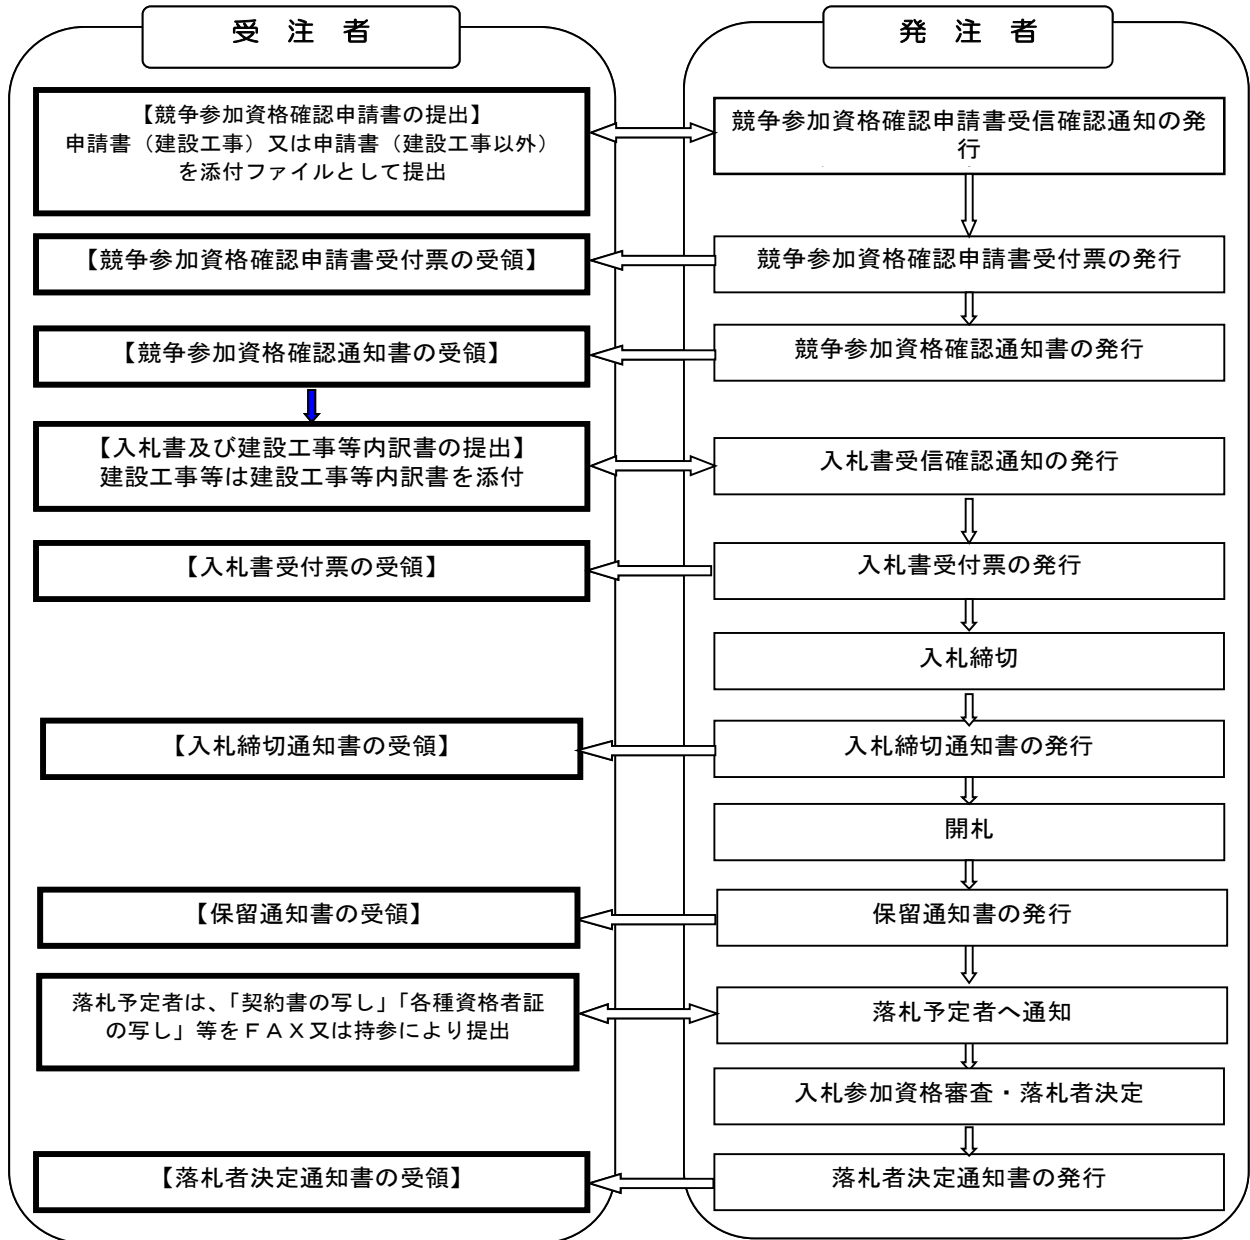 受 注 者
発 注 者
【競争参加資格確認申請書の提出】
申請書（建設工事）又は申請書（建設工事以外）
を添付ファイルとして提出
競争参加資格確認申請書受信確認通知の発
行
【競争参加資格確認申請書受付票の受領】
競争参加資格確認申請書受付票の発行
【競争参加資格確認通知書の受領】
競争参加資格確認通知書の発行
【入札書及び建設工事等内訳書の提出】
建設工事等は建設工事等内訳書を添付
入札書受信確認通知の発行
【入札書受付票の受領】
入札書受付票の発行
入札締切
【入札締切通知書の受領】
入札締切通知書の発行
開札
【保留通知書の受領】
保留通知書の発行
落札予定者は、「契約書の写し」「各種資格者証
の写し」等をＦＡＸ又は持参により提出
落札予定者へ通知
入札参加資格審査・落札者決定
【落札者決定通知書の受領】
落札者決定通知書の発行